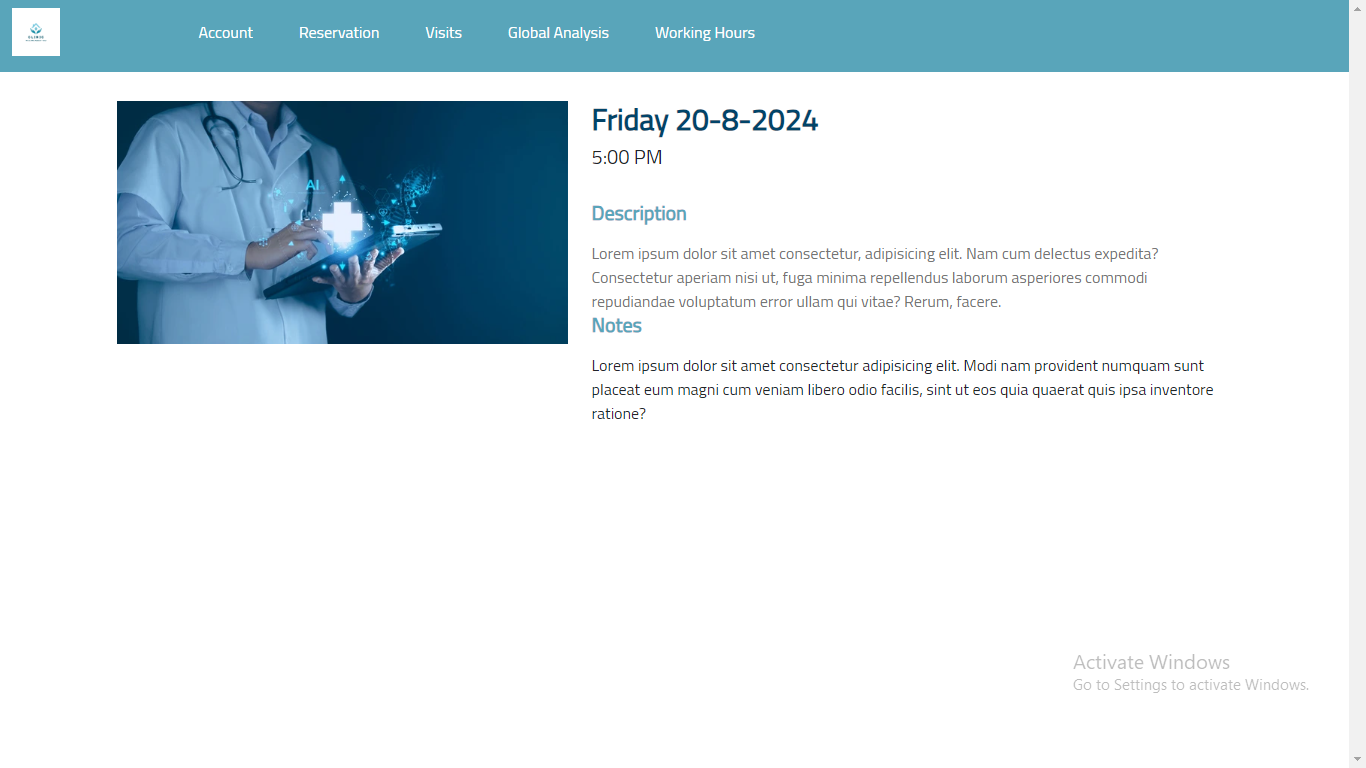 Account
Reservation
Visits
Global Analysis
Working Hours
AI
Friday 20-8-2024
5:00 PM
Description
Lorem ipsum dolor sit amet consectetur, adipisicing elit. Nam cum delectus expedita?
Consectetur aperiam nisi ut, fuga minima repellendus laborum asperiores commodi
repudiandae voluptatum error ullam qui vitae? Rerum, facere.
Notes
Lorem ipsum dolor sit amet consectetur adipisicing elit. Modi nam provident numquam sunt
placeat eum magni cum veniam libero odio facilis, sint ut eos quia quaerat quis ipsa inventore
ratione?
Activate Windows
Go to Settings to activate Windows.